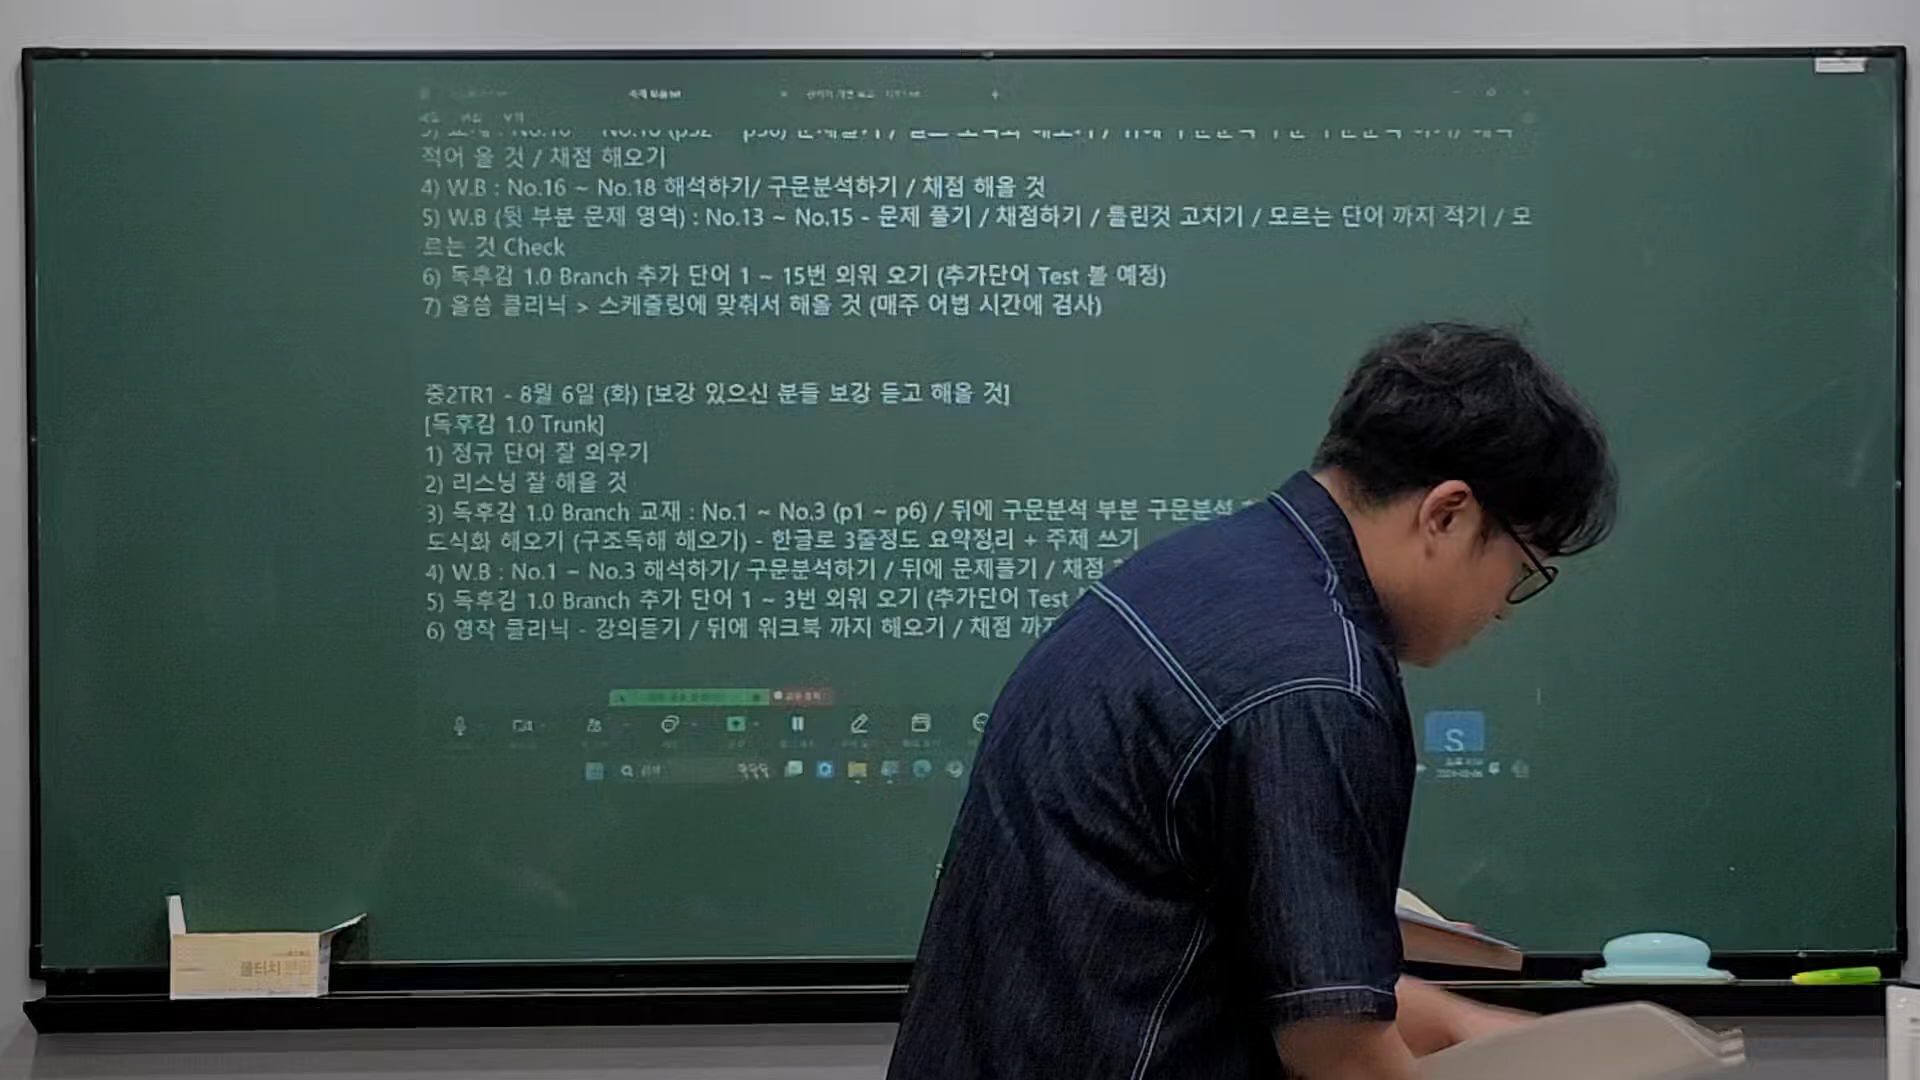 적어 올 것 / 채점 해오기
4) W.B : No.16 ~ No.18 해석하기/ 구문분석하기 / 채점 해올 것
5) W.B (뒷 부분 문제 영역) : No.13 ~ No.15 - 문제 풀기 / 채점하기 / 틀린것 고치기 / 모르는 단어 까지 적기 / 모
르는 것 Check
6) 독후감 1.0 Branch 추가 단어 1 ~ 15번 외워 오기 (추가단어 Test 볼 예정)
7) 올씀 클리닉 > 스케줄링에 맞춰서 해올 것 (매주 어법 시간에 검사)
중2TR1 - 8월 6일 (화) [보강 있으신 분들 보강 듣고 해올 것]
[독후감 1.0 Trunk]
1) 정규 단어 잘 외우기
2) 리스닝 잘 해올 것
3) 독후감 1.0 Branch 교재 : No.1 ~ No.3 (p1 ~ p6) / 뒤에 구문분석 부분 구문분석
도식화 해오기 (구조독해 해오기) - 한글로 3줄정도 요약정리 + 주제 쓰기
4) W.B : No.1 ~ No.3 해석하기/ 구문분석하기 / 뒤에 문제풀기 / 채점
5) 독후감 1.0 Branch 추가 단어 1 ~ 3번 외워 오기 (추가단어 Test
6) 영작 클리닉 - 강의듣기 / 뒤에 워크북 까지 해오기 / 채점
S
검색
물터치